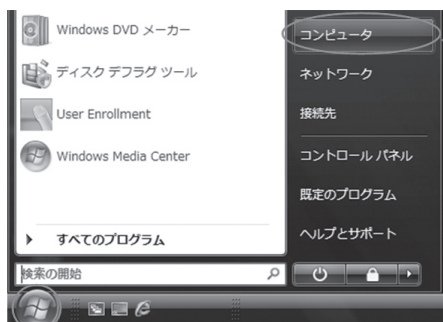 Windows DVD メーカー
ディスク デフラグ ツール
User Enrollment
Windows Media Center
すべてのプログラム
検索の開始
コンピュータ
ネットワーク
接続先
コントロール パネル
既定のプログラム
ヘルプとサポート